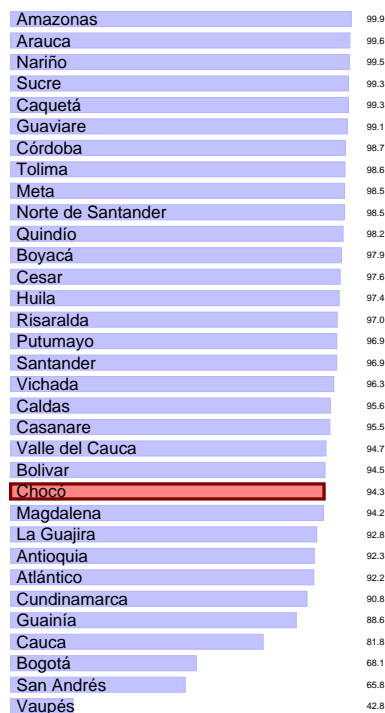 Amazonas 99.9
Arauca 99.6
Nariño 99.5
Sucre 99.3
Caquetá 99.3
Guaviare 99.1
Córdoba 98.7
Tolima 98.6
Meta 98.5
Norte de Santander 98.5
Quindío 98.2
Boyacá 97.9
Cesar 97.6
Huila 97.4
Risaralda 97.0
Putumayo 96.9
Santander 96.9
Vichada 96.3
Caldas 95.6
Casanare 95.5
Valle del Cauca 94.7
Bolivar 94.5
Chocó 94.3
Magdalena 94.2
La Guajira 92.8
Antioquia 92.3
Atlántico 92.2
Cundinamarca 90.8
Guainía 88.6
Cauca 81.8
Bogotá 68.1
San Andrés 65.8
Vaupés 42.8